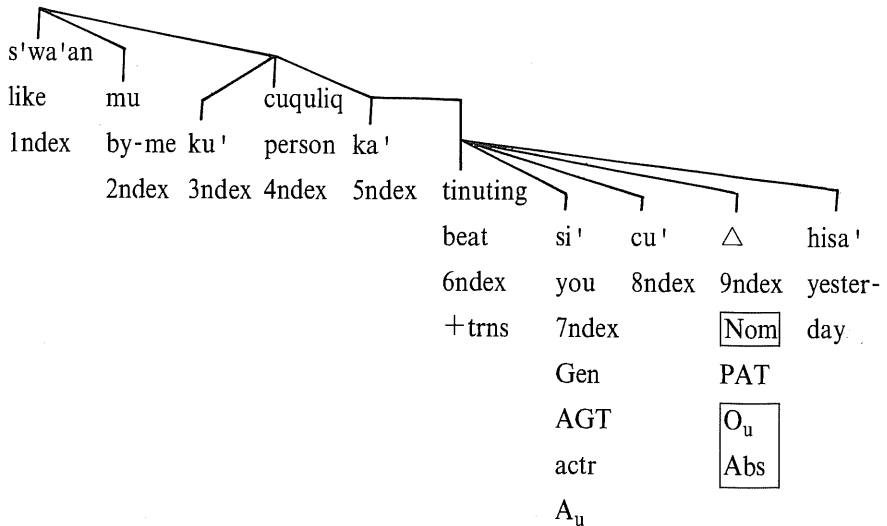 s'wa'an
like mu cuquliq
1ndex by-me ku' person ka'
2ndex 3ndex 4ndex 5ndex tinuting
beat si' cu' △ hisa'
6ndex you 8ndex 9ndex yester-
+trns 7ndex Nom day
Gen PAT
AGT Oᵤ
actr Abs
Aᵤ